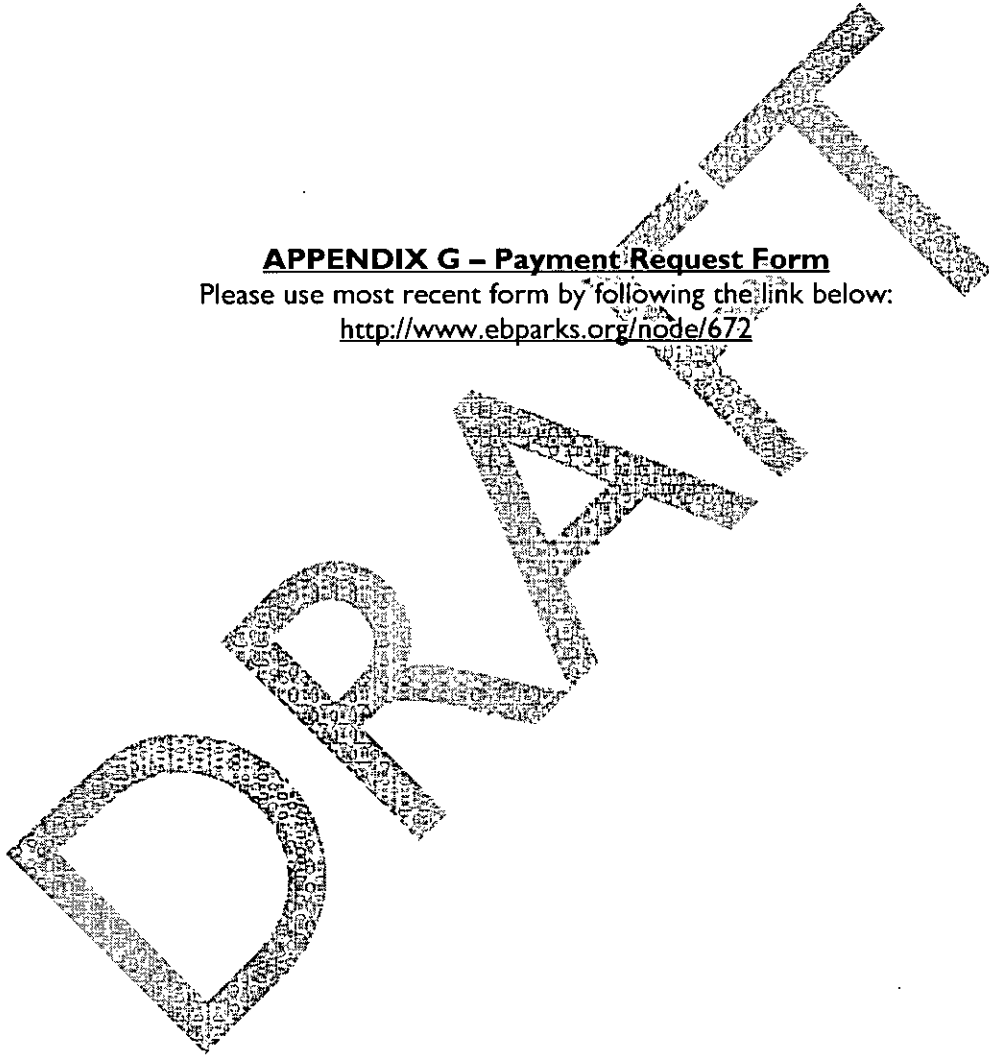 APPENDIX G – Payment Request Form
Please use most recent form by following the link below:
http://www.ebparks.org/node/672
DRAFT